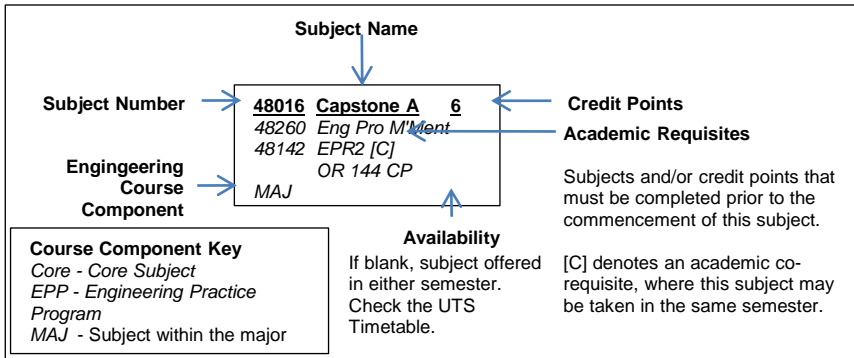 Subject Name
Subject Number
48016 Capstone A 6
48260 Eng Pro M'Ment
48142 EPR2 [C]
OR 144 CP
MAJ
Credit Points
Academic Requisites
Subjects and/or credit points that
must be completed prior to the
commencement of this subject.
[C] denotes an academic co-
requisite, where this subject may
be taken in the same semester.
Engingeering
Course
Component
Availability
If blank, subject offered
in either semester.
Check the UTS
Timetable.
Course Component Key
Core - Core Subject
EPP - Engineering Practice
Program
MAJ - Subject within the major